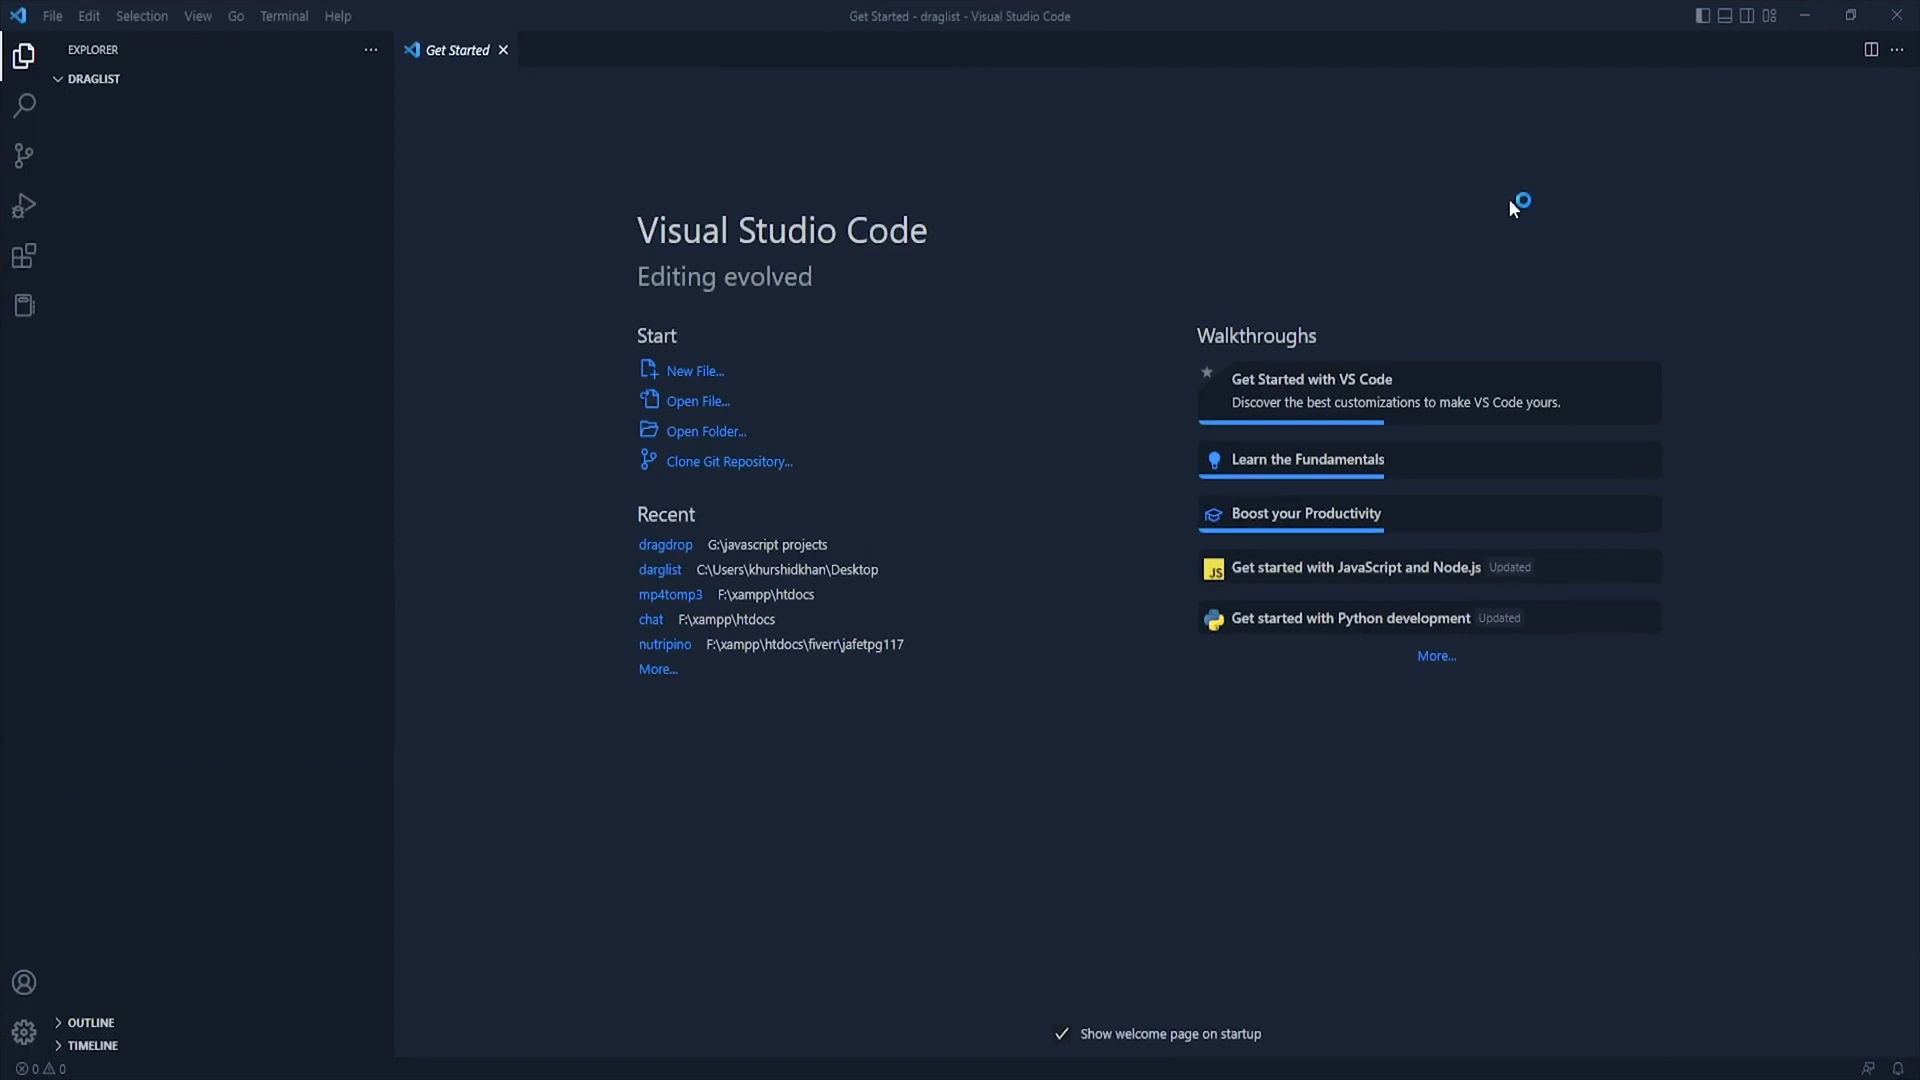 File Edit Selection View Go Terminal Help
Get Started - draglist - Visual Studio Code
EXPLORER
Get Started
DRAGLIST
Visual Studio Code
Editing evolved
Start
New File...
Open File...
Open Folder...
Clone Git Repository...
Recent
dragdrop G:\javascript projects
darglist C:\Users\khurshidkhan\Desktop
mp4tomp3 F:\xampp\htdocs
chat F:\xampp\htdocs
nutripino F:\xampp\htdocs\fiverr\jafetpg117
More...
Walkthroughs
Get Started with VS Code
Discover the best customizations to make VS Code yours.
Learn the Fundamentals
Boost your Productivity
JS Get started with JavaScript and Node.js Updated
Get started with Python development Updated
More...
OUTLINE
TIMELINE
Show welcome page on startup
0 0